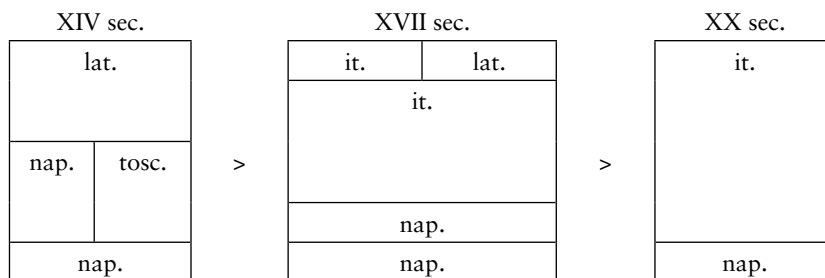 XIV sec. XVII sec. XX sec.
lat. it. lat. it.
it.
nap. tosc. > >
nap.
nap. nap. nap.